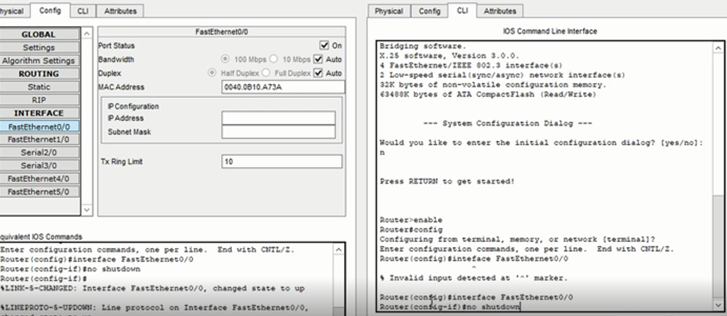 Physical Config CLI Attributes
GLOBAL
Settings
Algorithm Settings
ROUTING
Static
RIP
INTERFACE
FastEthernet0/0
FastEthernet1/0
Serial2/0
Serial3/0
FastEthernet4/0
FastEthernet5/0
FastEthernet0/0
Port Status On
Bandwidth 100 Mbps 10 Mbps Auto
Duplex Half Duplex Full Duplex Auto
MAC Address 0040.0B10.A73A
IP Configuration
IP Address
Subnet Mask
Tx Ring Limit 10
quivalent IOS Commands
Enter configuration commands, one per line. End with CNTL/Z.
Router(config)#interface FastEthernet0/0
Router(config-if)#no shutdown
Router(config-if)#
%LINK-5-CHANGED: Interface FastEthernet0/0, changed state to up
%LINEPROTO-5-UPDOWN: Line protocol on Interface FastEthernet0/0,
Physical Config CLI Attributes
IOS Command Line Interface
Bridging software.
X.25 software, Version 3.0.0.
4 FastEthernet/IEEE 802.3 interface(s)
2 Low-speed serial(sync/async) network interface(s)
32K bytes of non-volatile configuration memory.
63488K bytes of ATA CompactFlash (Read/Write)
--- System Configuration Dialog ---
Would you like to enter the initial configuration dialog? [yes/no]:
n
Press RETURN to get started!
Router>enable
Router#config
Configuring from terminal, memory, or network [terminal]?
Enter configuration commands, one per line. End with CNTL/Z.
Router(config)#inteface FastEthernet0/0
^
% Invalid input detected at '^' marker.
Router(config)#interface FastEthernet0/0
Router(config-if)#no shutdown